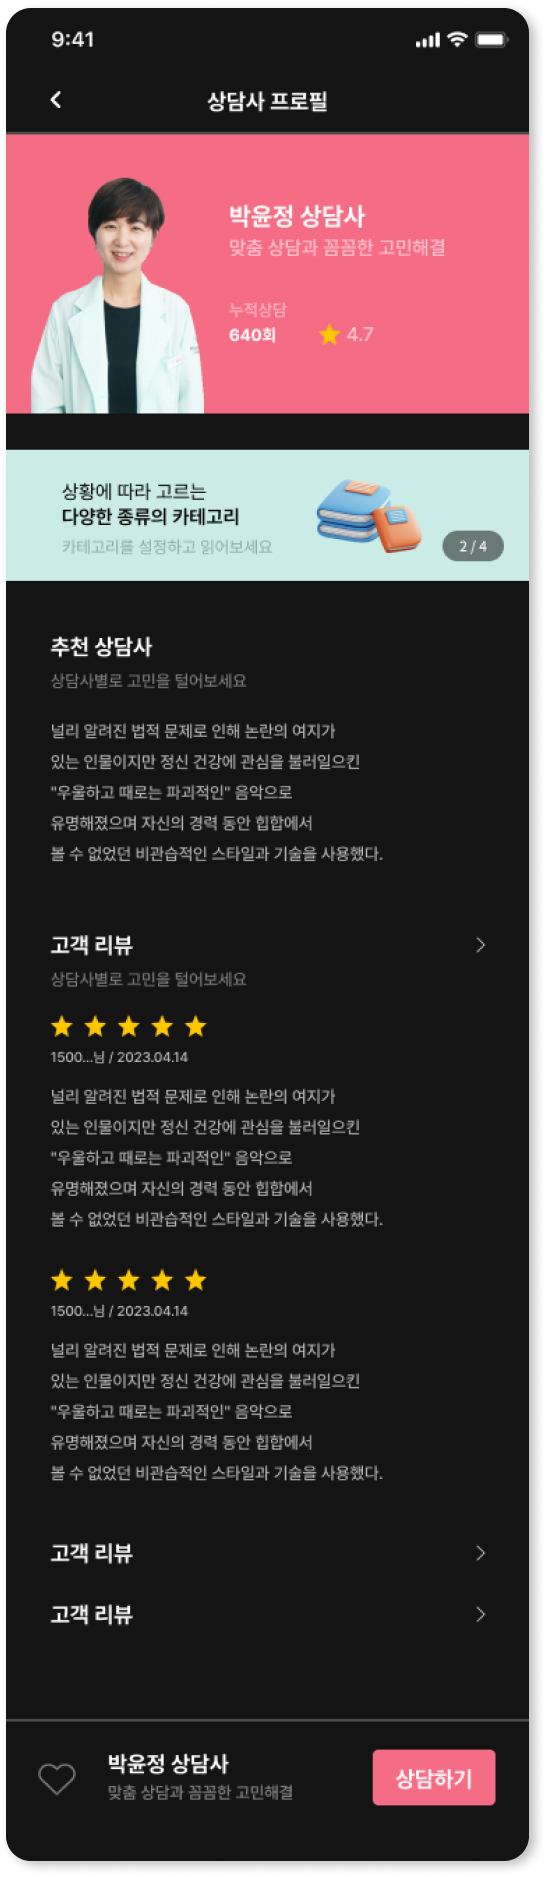 9:41
상담사 프로필
박윤정 상담사
맞춤 상담과 꼼꼼한 고민해결
누적상담
640회
4.7
상황에 따라 고르는
다양한 종류의 카테고리
카테고리를 설정하고 읽어보세요
2 / 4
추천 상담사
상담사별로 고민을 털어보세요
널리 알려진 법적 문제로 인해 논란의 여지가
있는 인물이지만 정신 건강에 관심을 불러일으킨
"우울하고 때로는 파괴적인" 음악으로
유명해졌으며 자신의 경력 동안 힙합에서
볼 수 없었던 비관습적인 스타일과 기술을 사용했다.
고객 리뷰
상담사별로 고민을 털어보세요
1500...님 / 2023.04.14
널리 알려진 법적 문제로 인해 논란의 여지가
있는 인물이지만 정신 건강에 관심을 불러일으킨
"우울하고 때로는 파괴적인" 음악으로
유명해졌으며 자신의 경력 동안 힙합에서
볼 수 없었던 비관습적인 스타일과 기술을 사용했다.
1500...님 / 2023.04.14
널리 알려진 법적 문제로 인해 논란의 여지가
있는 인물이지만 정신 건강에 관심을 불러일으킨
"우울하고 때로는 파괴적인" 음악으로
유명해졌으며 자신의 경력 동안 힙합에서
볼 수 없었던 비관습적인 스타일과 기술을 사용했다.
고객 리뷰
고객 리뷰
박윤정 상담사
맞춤 상담과 꼼꼼한 고민해결
상담하기